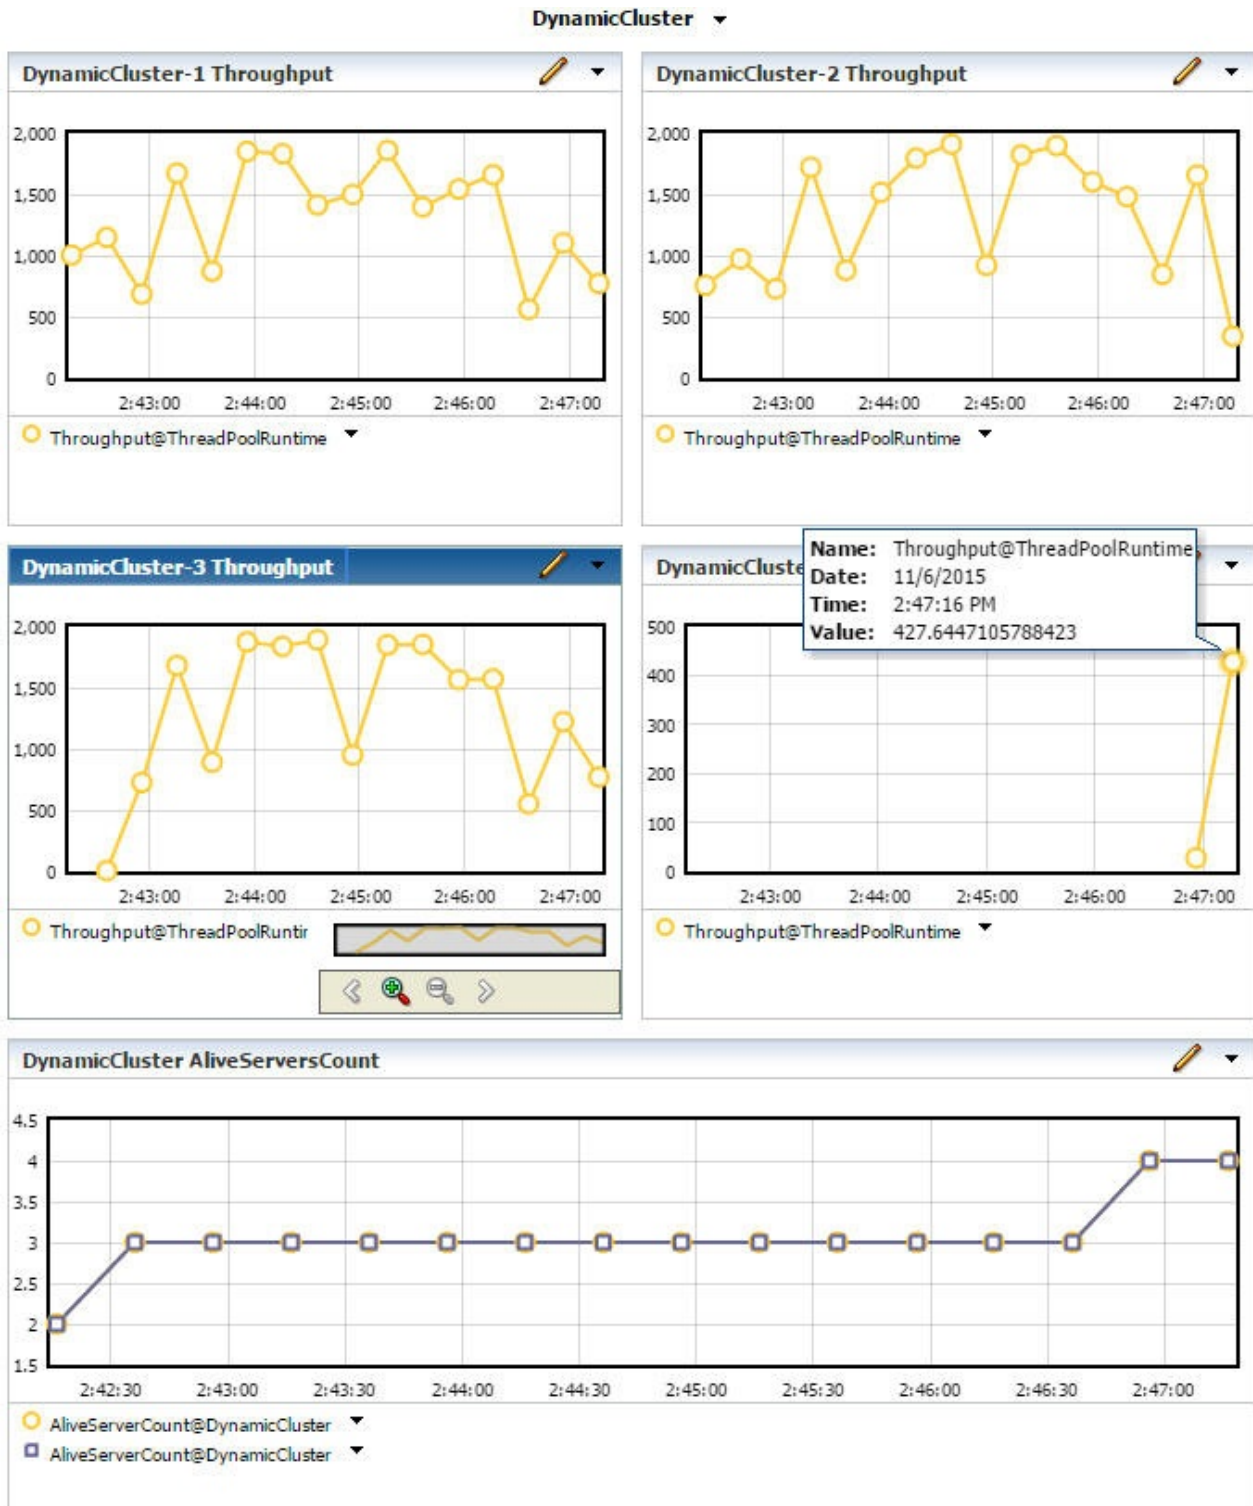 DynamicCluster
DynamicCluster-1 Throughput
2,000
1,500
1,000
500
0
2:43:00 2:44:00 2:45:00 2:46:00 2:47:00
Throughput@ThreadPoolRuntime
DynamicCluster-2 Throughput
2,000
1,500
1,000
500
0
2:43:00 2:44:00 2:45:00 2:46:00 2:47:00
Throughput@ThreadPoolRuntime
DynamicCluster-3 Throughput
2,000
1,500
1,000
500
0
2:43:00 2:44:00 2:45:00 2:46:00 2:47:00
Throughput@ThreadPoolRuntir
DynamicCluste
Name: Throughput@ThreadPoolRuntime
Date: 11/6/2015
Time: 2:47:16 PM
Value: 427.6447105788423
500
400
300
200
100
0
2:43:00 2:44:00 2:45:00 2:46:00 2:47:00
Throughput@ThreadPoolRuntime
DynamicCluster AliveServersCount
4.5
4
3.5
3
2.5
2
1.5
2:42:30 2:43:00 2:43:30 2:44:00 2:44:30 2:45:00 2:45:30 2:46:00 2:46:30 2:47:00
AliveServerCount@DynamicCluster
AliveServerCount@DynamicCluster